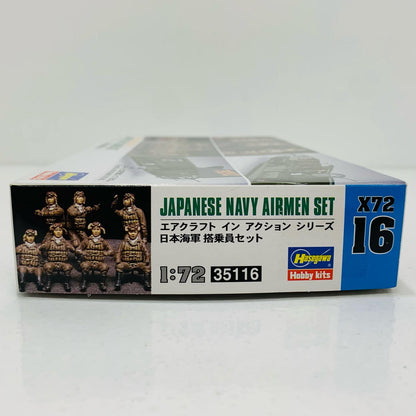 JAPANESE NAVY AIRMEN SET
エアクラフト イン アクション シリーズ
日本海軍 搭乗員セット
1:72 35116
Hasegawa
Hobby kits
X72
16